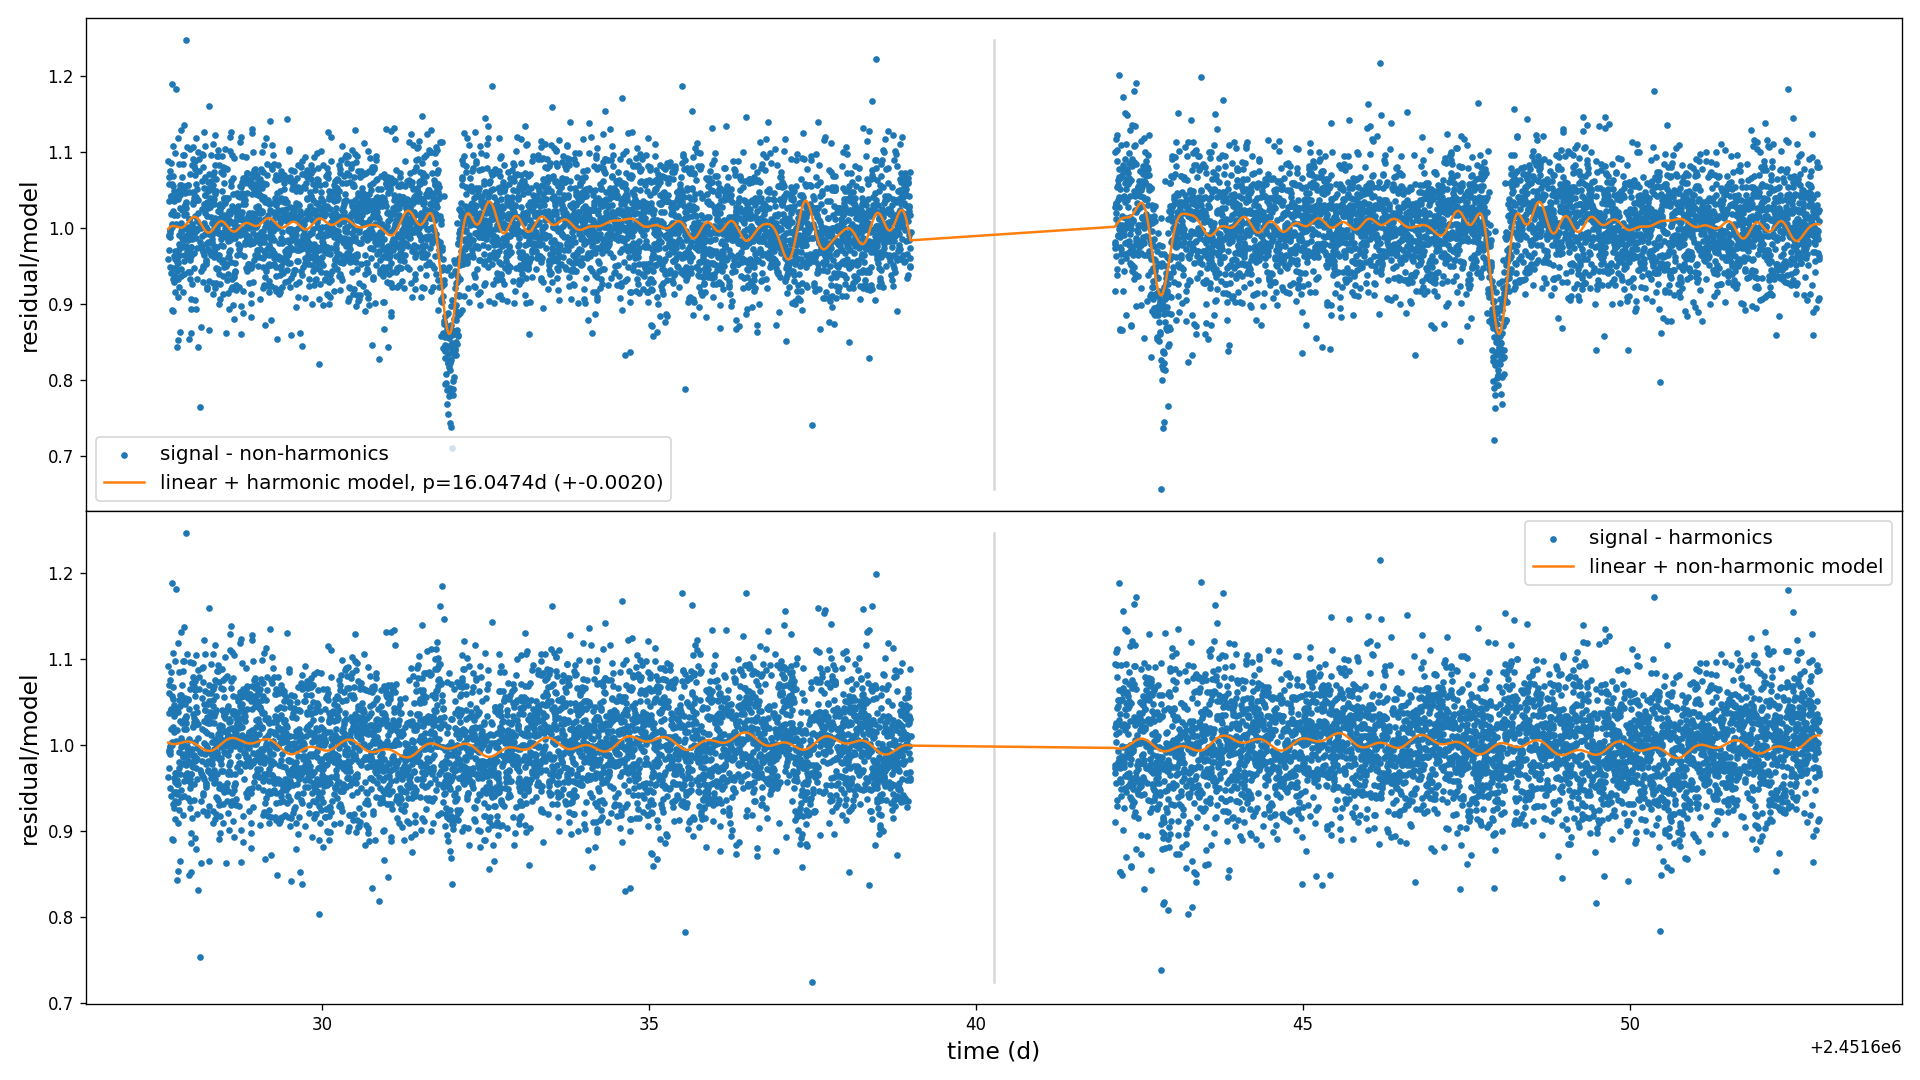 1.2
1.1
1.0
0.9
0.8
0.7
residual/model
signal - non-harmonics
linear + harmonic model, p=16.0474d (+-0.0020)
1.2
1.1
1.0
0.9
0.8
0.7
residual/model
signal - harmonics
linear + non-harmonic model
30 35 40 45 50
time (d)
+2.4516e6